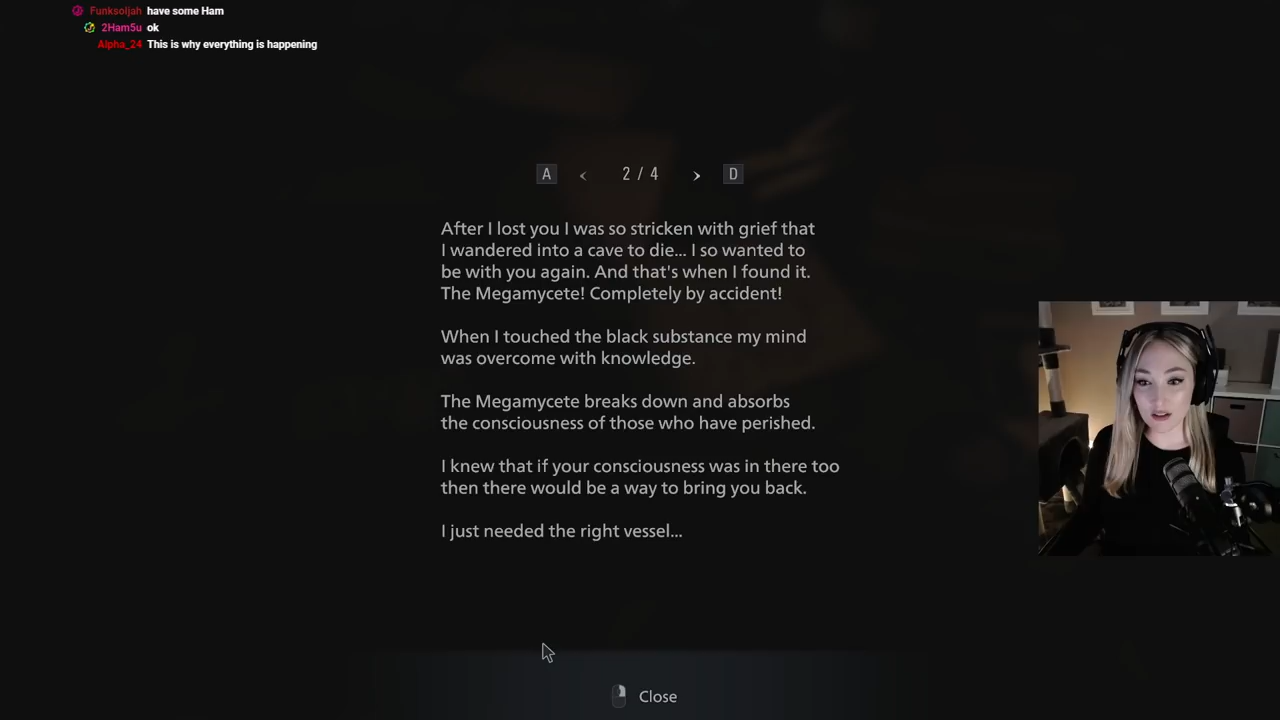 Funksoljah have some Ham
2Ham5u ok
Alpha_24 This is why everything is happening
A < 2 / 4 > D
After I lost you I was so stricken with grief that
I wandered into a cave to die... I so wanted to
be with you again. And that's when I found it.
The Megamycete! Completely by accident!
When I touched the black substance my mind
was overcome with knowledge.
The Megamycete breaks down and absorbs
the consciousness of those who have perished.
I knew that if your consciousness was in there too
then there would be a way to bring you back.
I just needed the right vessel...
Close